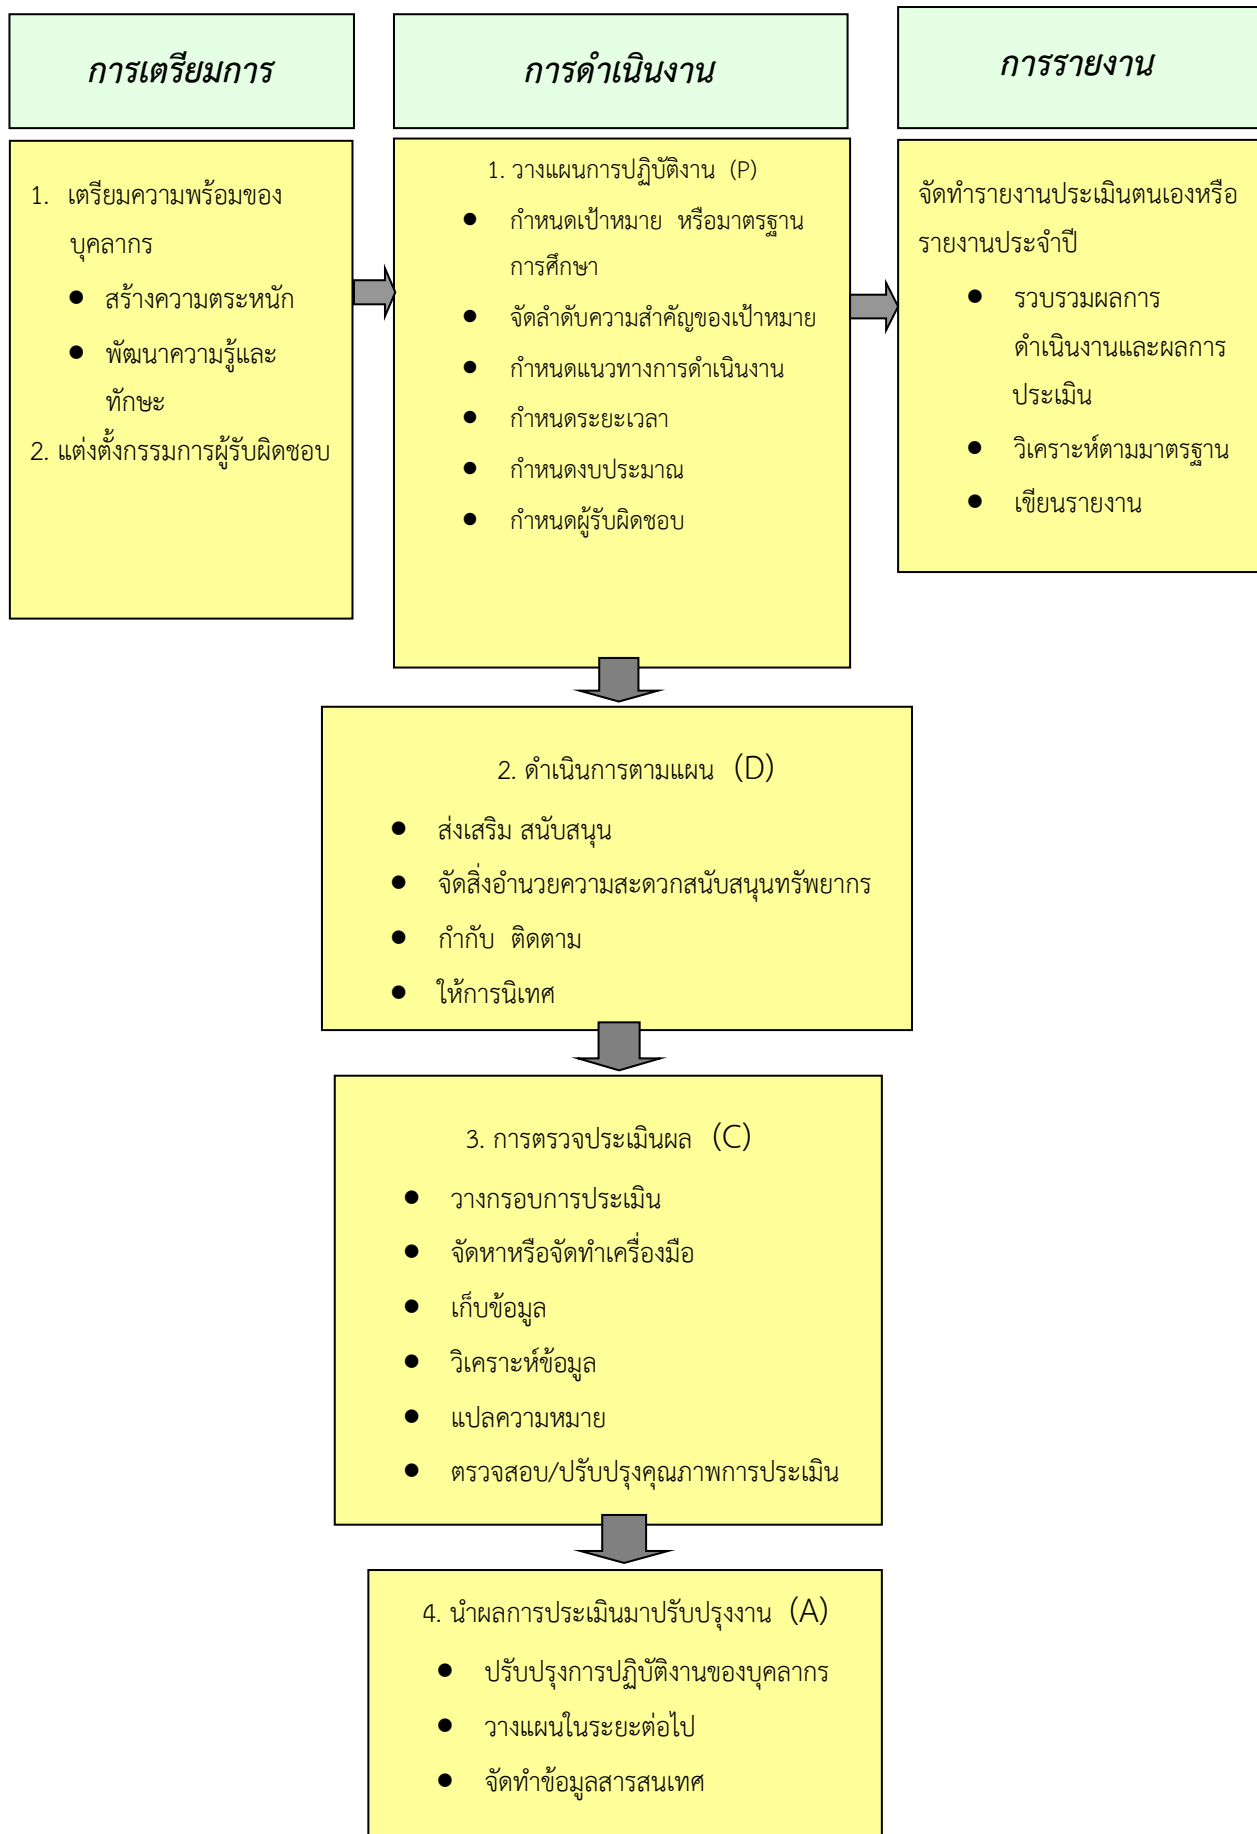 การเตรียมการ
การดำเนินงาน
การรายงาน
1. เตรียมความพร้อมของ
บุคลากร
● สร้างความตระหนัก
● พัฒนาความรู้และ
ทักษะ
2. แต่งตั้งกรรมการผู้รับผิดชอบ
1. วางแผนการปฏิบัติงาน (P)
● กำหนดเป้าหมาย หรือมาตรฐาน
การศึกษา
● จัดลำดับความสำคัญของเป้าหมาย
● กำหนดแนวทางการดำเนินงาน
● กำหนดระยะเวลา
● กำหนดงบประมาณ
● กำหนดผู้รับผิดชอบ
จัดทำรายงานประเมินตนเองหรือ
รายงานประจำปี
● รวบรวมผลการ
ดำเนินงานและผลการ
ประเมิน
● วิเคราะห์ตามมาตรฐาน
● เขียนรายงาน
2. ดำเนินการตามแผน (D)
● ส่งเสริม สนับสนุน
● จัดสิ่งอำนวยความสะดวกสนับสนุนทรัพยากร
● กำกับ ติดตาม
● ให้การนิเทศ
3. การตรวจประเมินผล (C)
● วางกรอบการประเมิน
● จัดหาหรือจัดทำเครื่องมือ
● เก็บข้อมูล
● วิเคราะห์ข้อมูล
● แปลความหมาย
● ตรวจสอบ/ปรับปรุงคุณภาพการประเมิน
4. นำผลการประเมินมาปรับปรุงงาน (A)
● ปรับปรุงการปฏิบัติงานของบุคลากร
● วางแผนในระยะต่อไป
● จัดทำข้อมูลสารสนเทศ